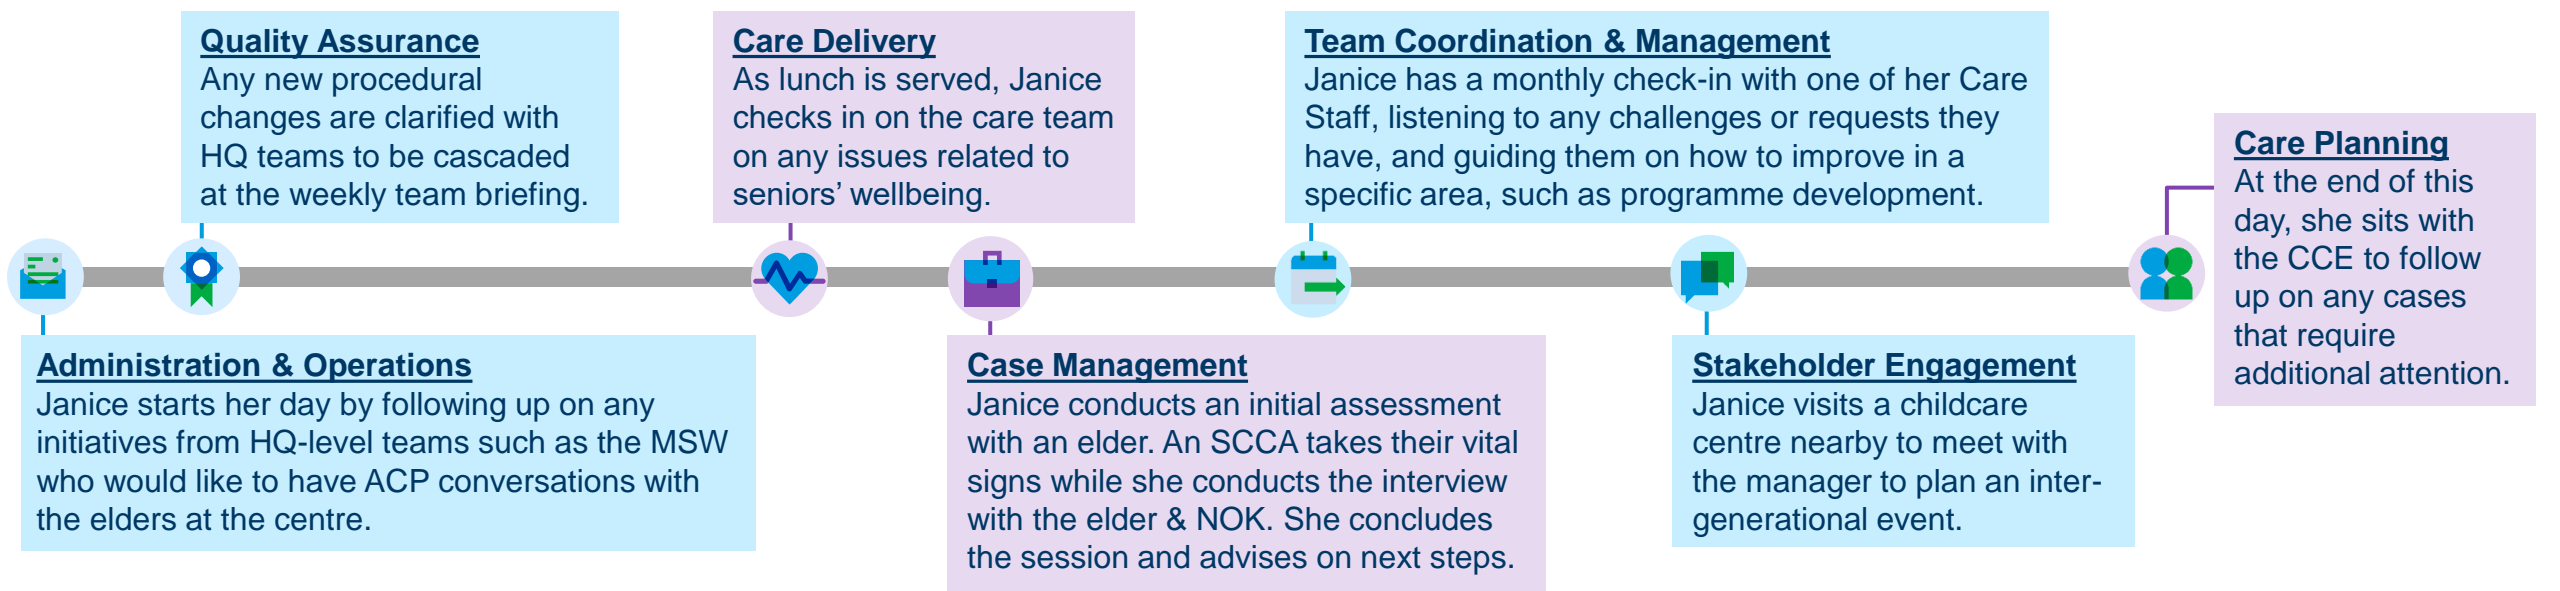 Quality Assurance
Any new procedural
changes are clarified with
HQ teams to be cascaded
at the weekly team briefing.
Care Delivery
As lunch is served, Janice
checks in on the care team
on any issues related to
seniors’ wellbeing.
Team Coordination & Management
Janice has a monthly check-in with one of her Care
Staff, listening to any challenges or requests they
have, and guiding them on how to improve in a
specific area, such as programme development.
Care Planning
At the end of this
day, she sits with
the CCE to follow
up on any cases
that require
additional attention.
Administration & Operations
Janice starts her day by following up on any
initiatives from HQ-level teams such as the MSW
who would like to have ACP conversations with
the elders at the centre.
Case Management
Janice conducts an initial assessment
with an elder. An SCCA takes their vital
signs while she conducts the interview
with the elder & NOK. She concludes
the session and advises on next steps.
Stakeholder Engagement
Janice visits a childcare
centre nearby to meet with
the manager to plan an inter-
generational event.